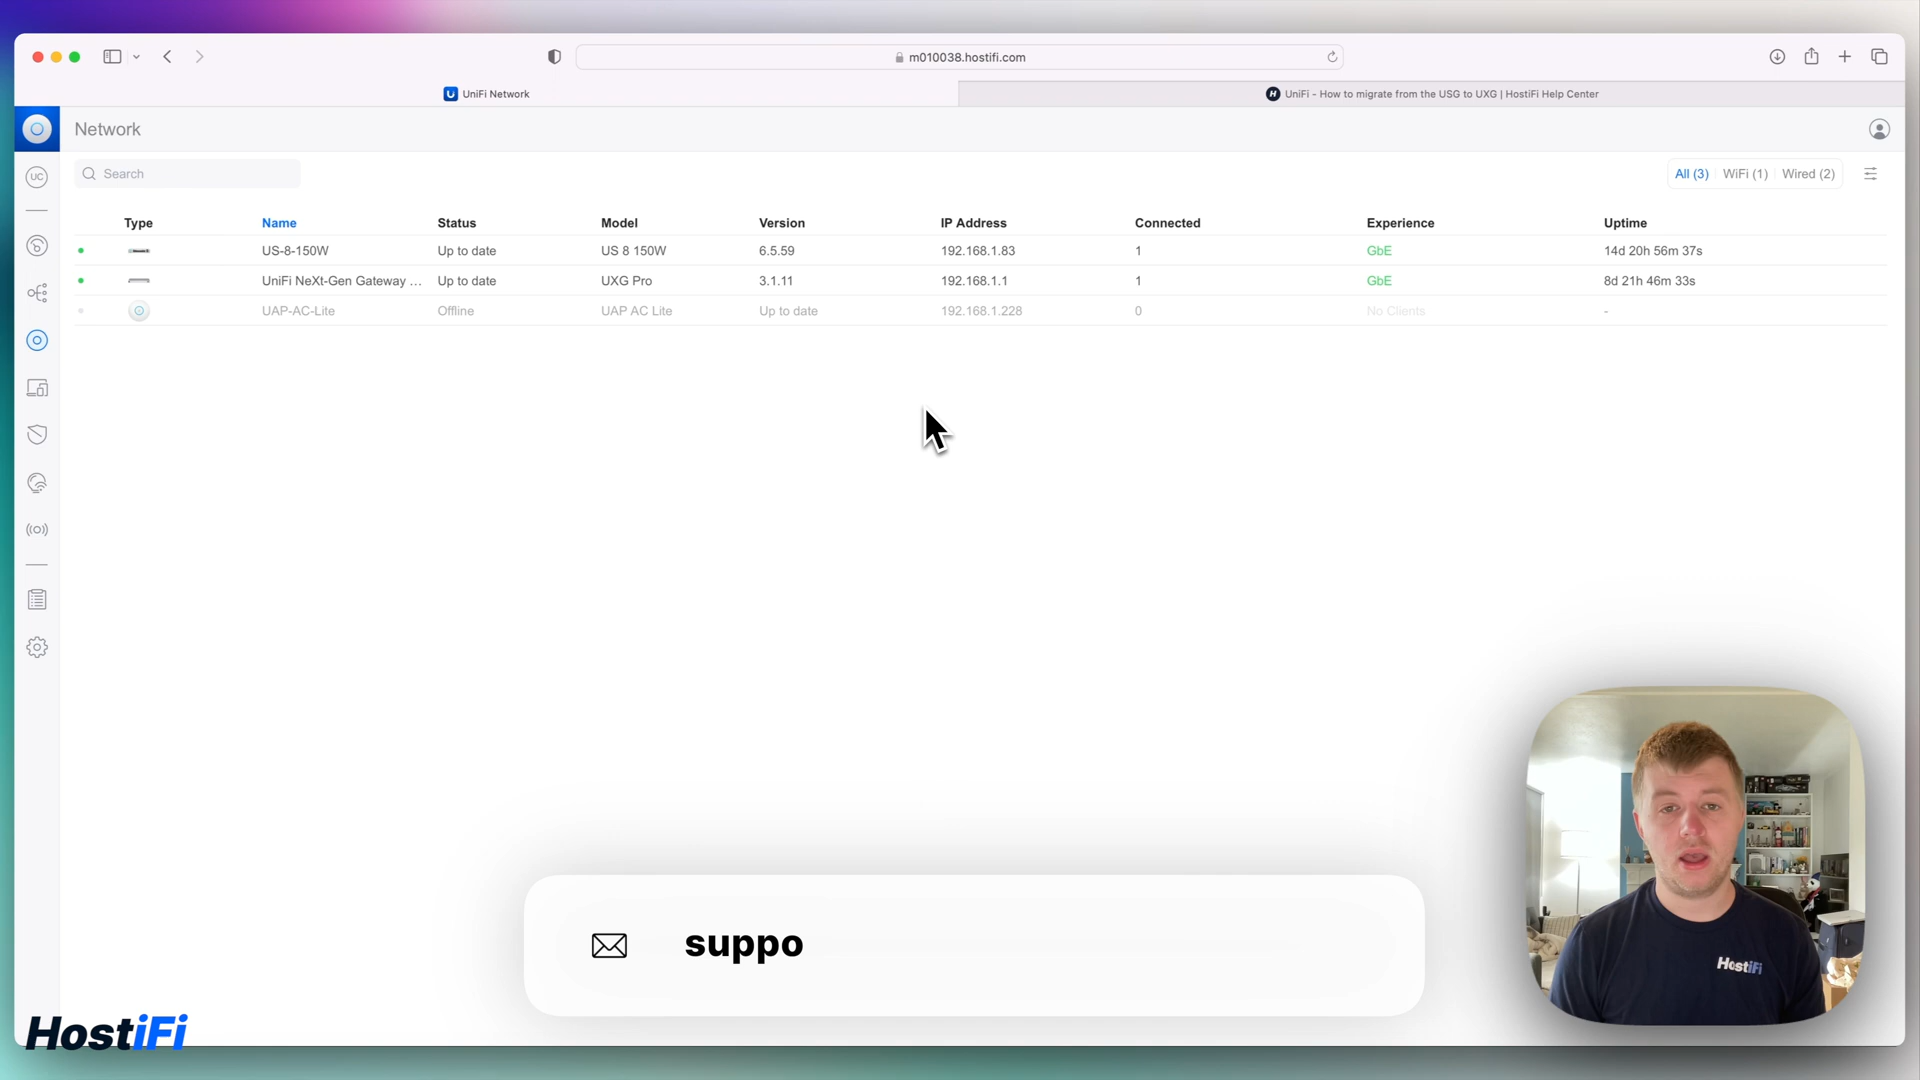 m010038.hostifi.com
UniFi Network
UniFi - How to migrate from the USG to UXG | HostiFi Help Center
Network
UC
Search
All (3) WiFi (1) Wired (2)
Type Name Status Model Version IP Address Connected Experience Uptime
US-8-150W Up to date US 8 150W 6.5.59 192.168.1.83 1 GbE 14d 20h 56m 37s
UniFi NeXt-Gen Gateway ... Up to date UXG Pro 3.1.11 192.168.1.1 1 GbE 8d 21h 46m 33s
UAP-AC-Lite Offline UAP AC Lite Up to date 192.168.1.228 0 No Clients -
suppo
HostiFi
HostiFi